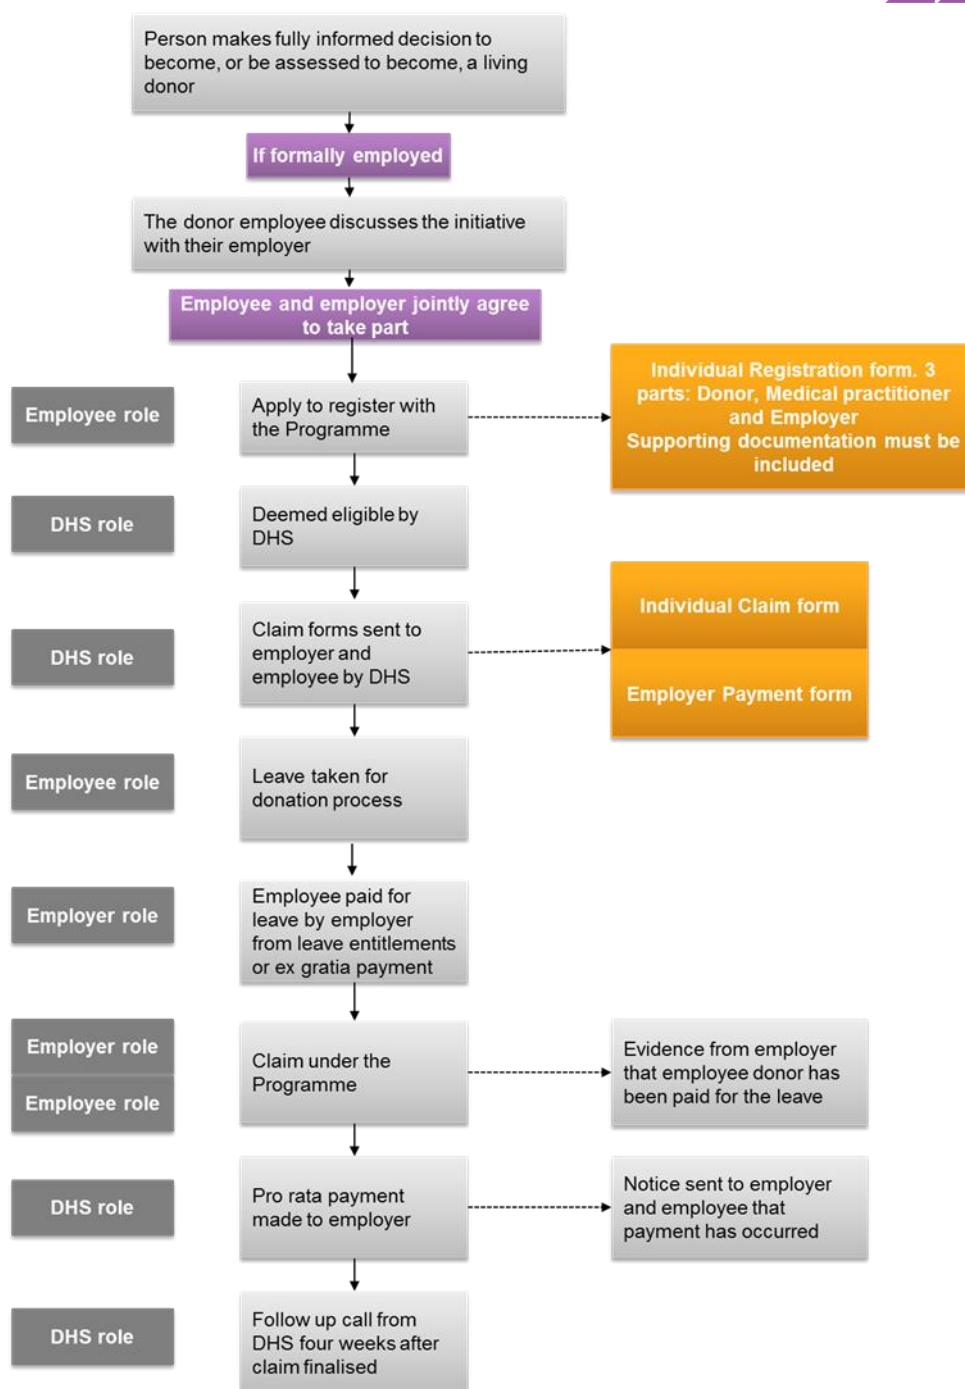 Person makes fully informed decision to
become, or be assessed to become, a living
donor
If formally employed
The donor employee discusses the initiative
with their employer
Employee and employer jointly agree
to take part
Employee role
Apply to register with
the Programme
Individual Registration form. 3
parts: Donor, Medical practitioner
and Employer
Supporting documentation must be
included
DHS role
Deemed eligible by
DHS
DHS role
Claim forms sent to
employer and
employee by DHS
Individual Claim form
Employer Payment form
Employee role
Leave taken for
donation process
Employer role
Employee paid for
leave by employer
from leave entitlements
or ex gratia payment
Employer role
Employee role
Claim under the
Programme
Evidence from employer
that employee donor has
been paid for the leave
DHS role
Pro rata payment
made to employer
Notice sent to employer
and employee that
payment has occurred
DHS role
Follow up call from
DHS four weeks after
claim finalised